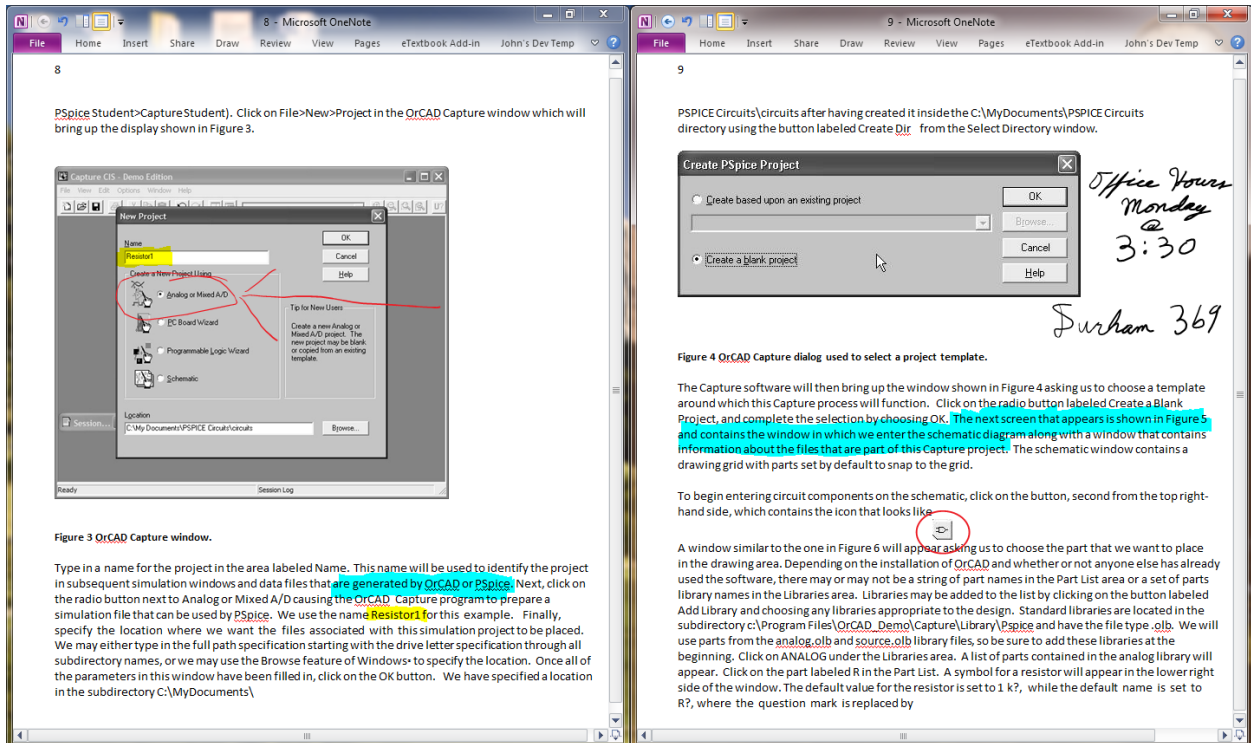 8 - Microsoft OneNote
File Home Insert Share Draw Review View Pages eTextbook Add-in John's Dev Temp
8
PSpice Student>Capture Student). Click on File>New>Project in the OrCAD Capture window which will
bring up the display shown in Figure 3.
Capture CIS - Demo Edition
File View Edit Options Window Help
New Project
Name
Resistor1
OK
Cancel
Help
Create a New Project Using
Analog or Mixed A/D
PC Board Wizard
Programmable Logic Wizard
Schematic
Tip for New Users
Create a new Analog or
Mixed A/D project. The
new project may be blank
or copied from an existing
template.
Location
C:\My Documents\PSPICE Circuits\circuits
Browse...
Session...
Ready Session Log
Figure 3 OrCAD Capture window.
Type in a name for the project in the area labeled Name. This name will be used to identify the project
in subsequent simulation windows and data files that are generated by OrCAD or PSpice. Next, click on
the radio button next to Analog or Mixed A/D causing the OrCAD Capture program to prepare a
simulation file that can be used by PSpice. We use the name Resistor1 for this example. Finally,
specify the location where we want the files associated with this simulation project to be placed.
We may either type in the full path specification starting with the drive letter specification through all
subdirectory names, or we may use the Browse feature of Windows• to specify the location. Once all of
the parameters in this window have been filled in, click on the OK button. We have specified a location
in the subdirectory C:\MyDocuments\
9 - Microsoft OneNote
File Home Insert Share Draw Review View Pages eTextbook Add-in John's Dev Temp
9
PSPICE Circuits\circuits after having created it inside the C:\MyDocuments\PSPICE Circuits
directory using the button labeled Create Dir from the Select Directory window.
Create PSpice Project
Create based upon an existing project
Create a blank project
OK
Browse...
Cancel
Help
Office Hours
Monday
@
3:30
Durham 369
Figure 4 OrCAD Capture dialog used to select a project template.
The Capture software will then bring up the window shown in Figure 4 asking us to choose a template
around which this Capture process will function. Click on the radio button labeled Create a Blank
Project, and complete the selection by choosing OK. The next screen that appears is shown in Figure 5
and contains the window in which we enter the schematic diagram along with a window that contains
information about the files that are part of this Capture project. The schematic window contains a
drawing grid with parts set by default to snap to the grid.
To begin entering circuit components on the schematic, click on the button, second from the top right-
hand side, which contains the icon that looks like
A window similar to the one in Figure 6 will appear asking us to choose the part that we want to place
in the drawing area. Depending on the installation of OrCAD and whether or not anyone else has already
used the software, there may or may not be a string of part names in the Part List area or a set of parts
library names in the Libraries area. Libraries may be added to the list by clicking on the button labeled
Add Library and choosing any libraries appropriate to the design. Standard libraries are located in the
subdirectory c:\Program Files\OrCAD_Demo\Capture\Library\Pspice and have the file type .olb. We will
use parts from the analog.olb and source.olb library files, so be sure to add these libraries at the
beginning. Click on ANALOG under the Libraries area. A list of parts contained in the analog library will
appear. Click on the part labeled R in the Part List. A symbol for a resistor will appear in the lower right
side of the window. The default value for the resistor is set to 1 k?, while the default name is set to
R?, where the question mark is replaced by